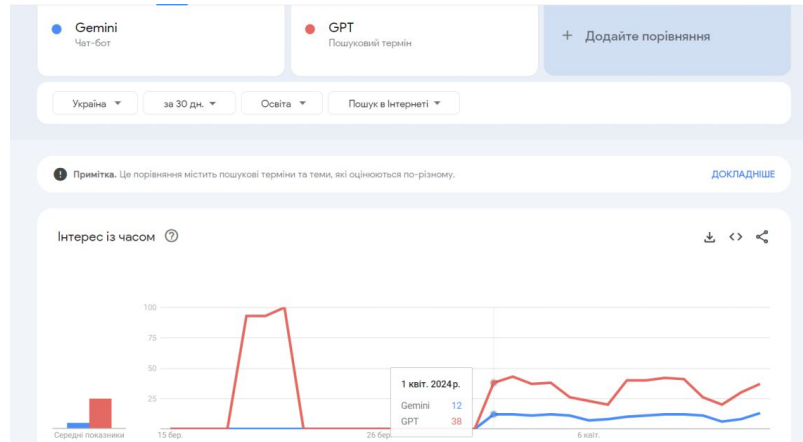 Gemini
Чат-бот
GPT
Пошуковий термін
+ Додайте порівняння
Україна
за 30 дн.
Освіта
Пошук в Інтернеті
Примітка. Це порівняння містить пошукові терміни та теми, які оцінюються по-різному.
ДОКЛАДНІШЕ
Інтерес із часом
100
75
50
25
1 квіт. 2024 р.
Gemini 12
GPT 38
Середні показники
15 бер.
26 бер
6 квіт.